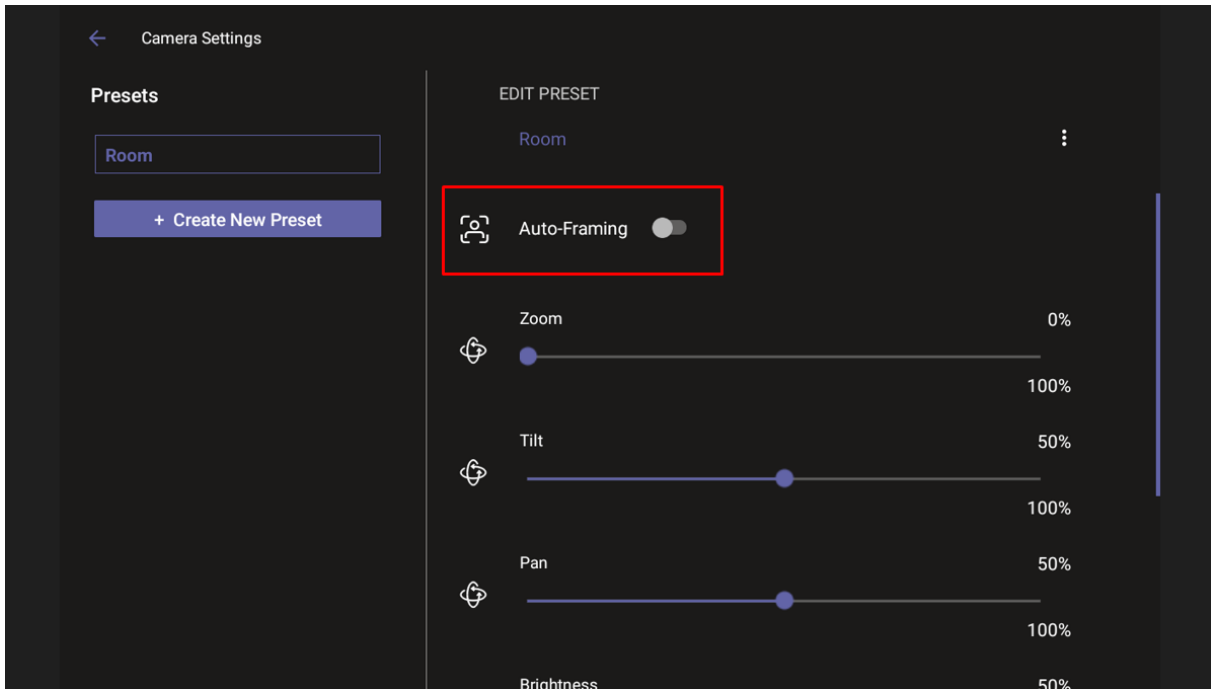 Camera Settings
Presets
Room
+ Create New Preset
EDIT PRESET
Room
Auto-Framing
Zoom
0%
100%
Tilt
50%
100%
Pan
50%
100%
Brightness
50%